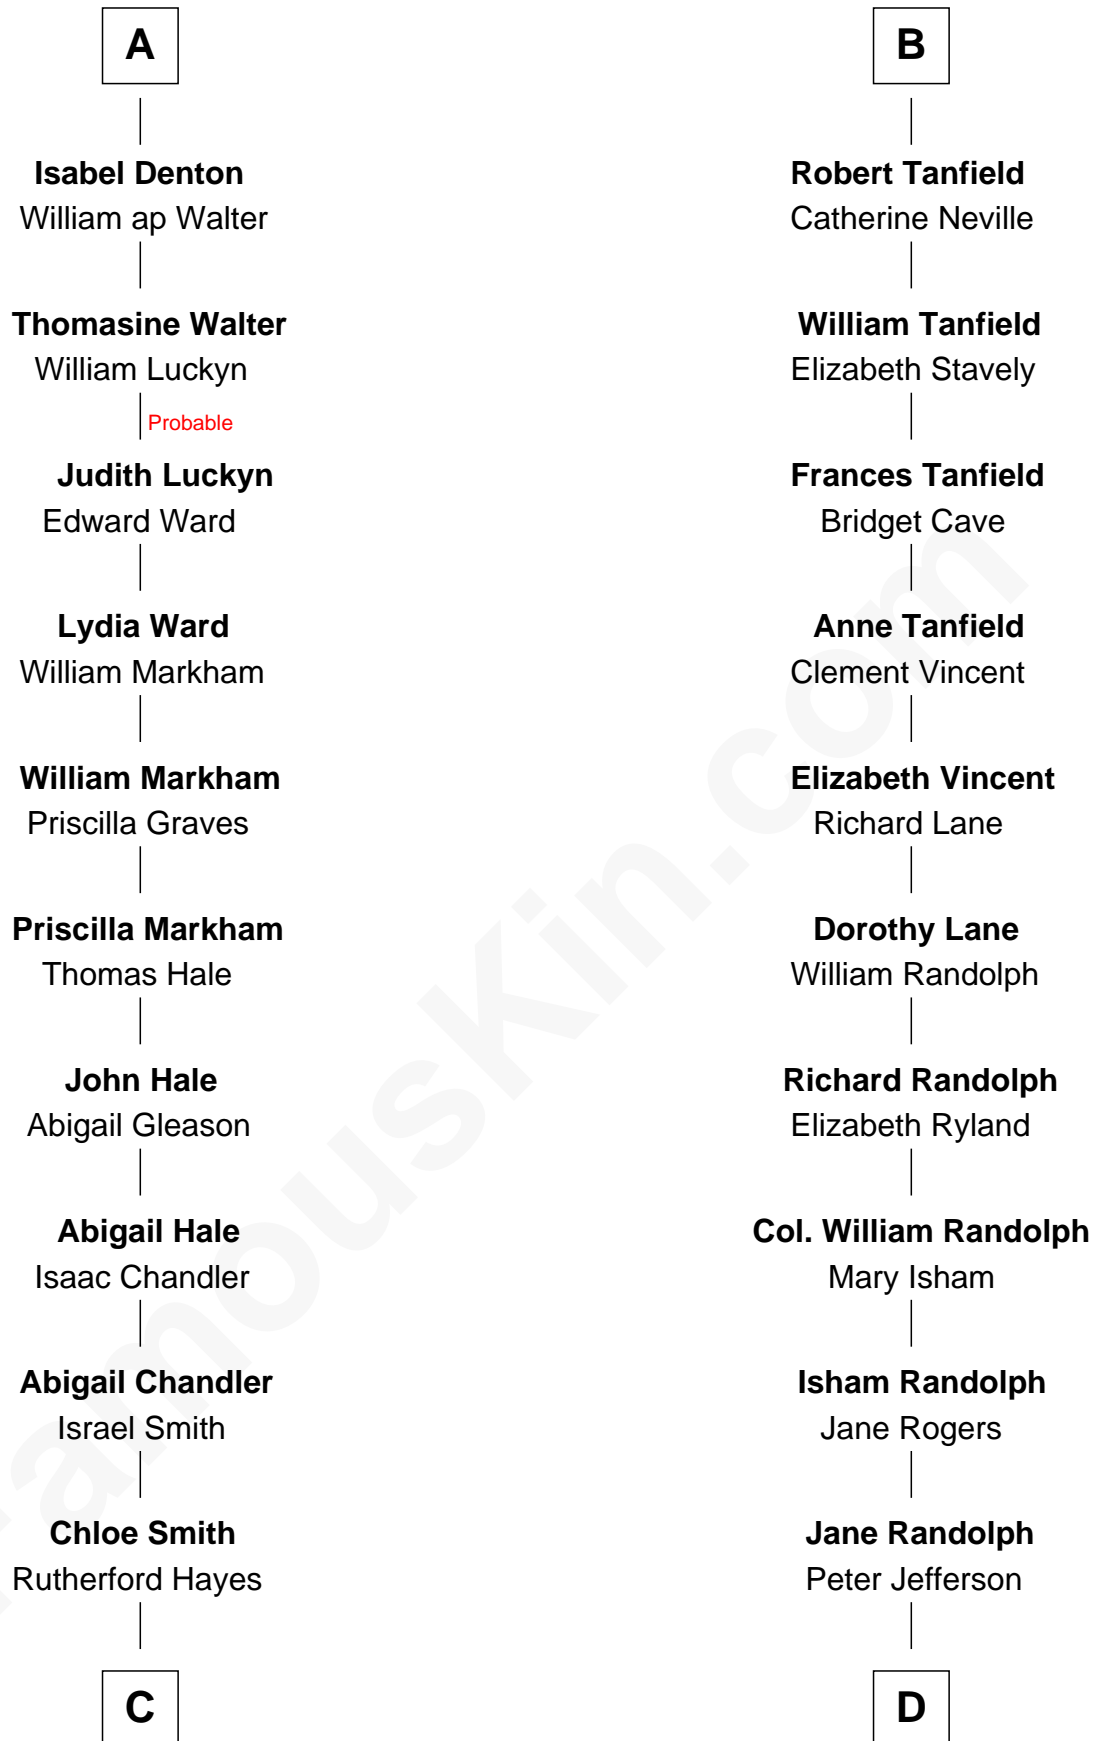 A
Isabel Denton
William ap Walter
Thomasine Walter
William Luckyn
Probable
Judith Luckyn
Edward Ward
Lydia Ward
William Markham
William Markham
Priscilla Graves
Priscilla Markham
Thomas Hale
John Hale
Abigail Gleason
Abigail Hale
Isaac Chandler
Abigail Chandler
Israel Smith
Chloe Smith
Rutherford Hayes
C
B
Robert Tanfield
Catherine Neville
William Tanfield
Elizabeth Stavely
Frances Tanfield
Bridget Cave
Anne Tanfield
Clement Vincent
Elizabeth Vincent
Richard Lane
Dorothy Lane
William Randolph
Richard Randolph
Elizabeth Ryland
Col. William Randolph
Mary Isham
Isham Randolph
Jane Rogers
Jane Randolph
Peter Jefferson
D
FamousKin.com